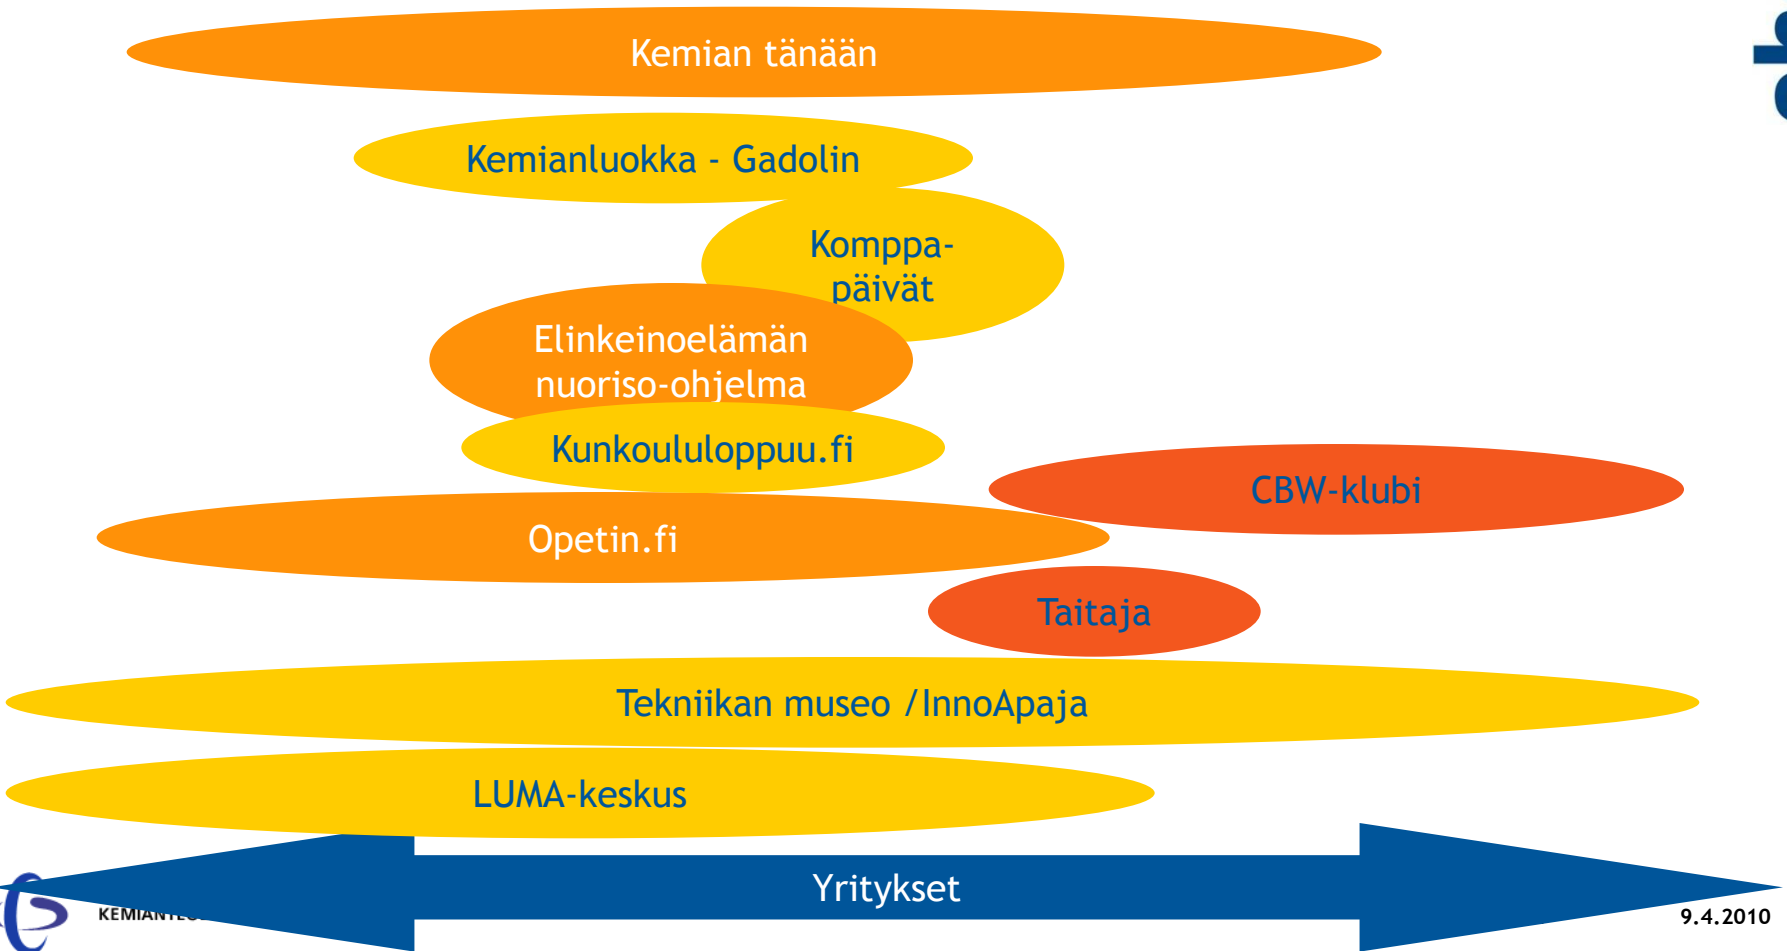 Kemian tänään
Kemianluokka - Gadolin
Komppa-
päivät
Elinkeinoelämän
nuoriso-ohjelma
Kunkoululoppuu.fi
CBW-klubi
Opetin.fi
Taitaja
Tekniikan museo /InnoApaja
LUMA-keskus
Yritykset
9.4.2010